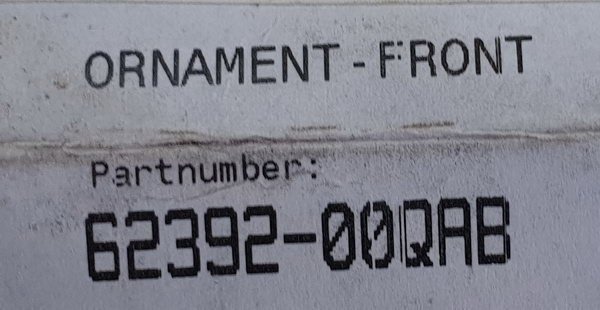 ORNAMENT - FRONT
Partnumber:
62392-00QAB